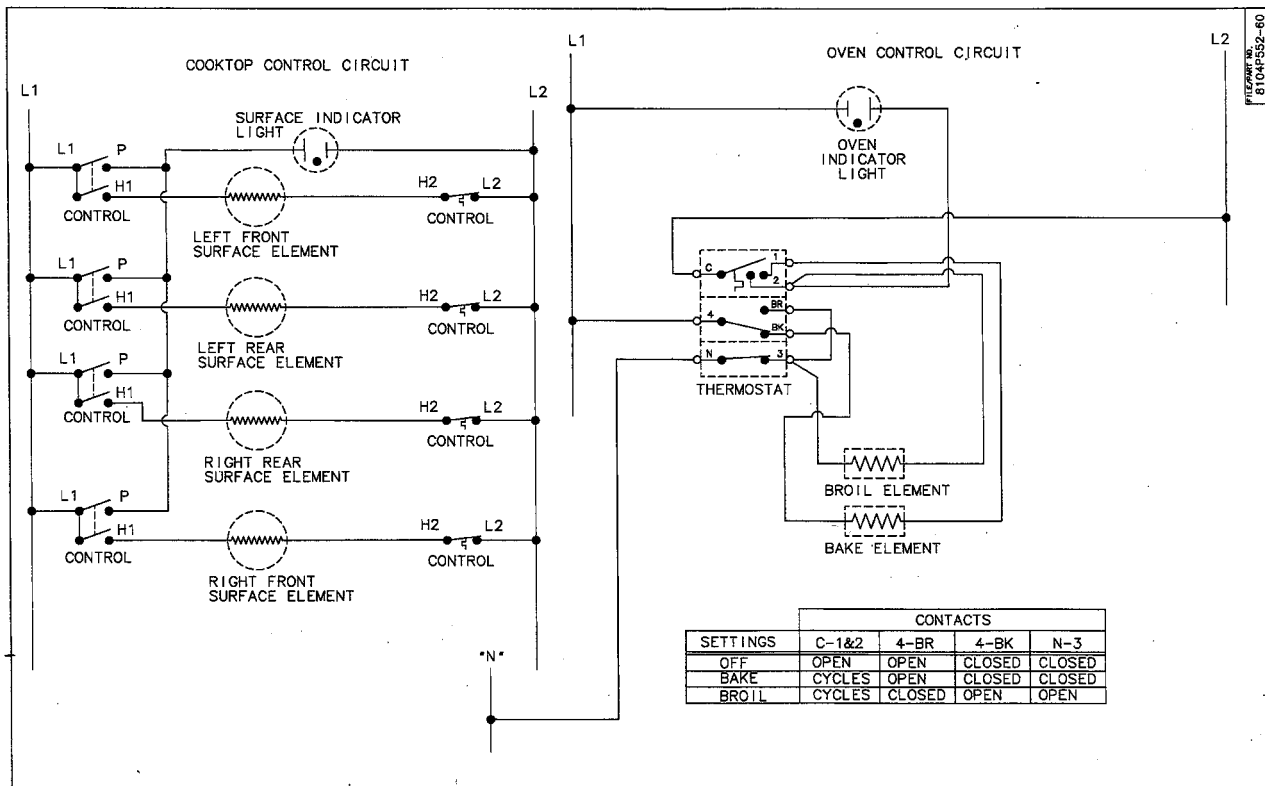 FILE/PART NO.
8104P552-60
COOKTOP CONTROL CIRCUIT
L1
L2
SURFACE INDICATOR
LIGHT
L1 P
H1
CONTROL
H2 L2
CONTROL
LEFT FRONT
SURFACE ELEMENT
L1 P
H1
CONTROL
H2 L2
CONTROL
LEFT REAR
SURFACE ELEMENT
L1 P
H1
CONTROL
H2 L2
CONTROL
RIGHT REAR
SURFACE ELEMENT
L1 P
H1
CONTROL
H2 L2
CONTROL
RIGHT FRONT
SURFACE ELEMENT
"N"
OVEN CONTROL CIRCUIT
L1
L2
OVEN
INDICATOR
LIGHT
C 1
2
4 BR
BK
N 3
THERMOSTAT
BROIL ELEMENT
BAKE ELEMENT
CONTACTS
SETTINGS C-1&2 4-BR 4-BK N-3
OFF OPEN OPEN CLOSED CLOSED
BAKE CYCLES OPEN CLOSED CLOSED
BROIL CYCLES CLOSED OPEN OPEN